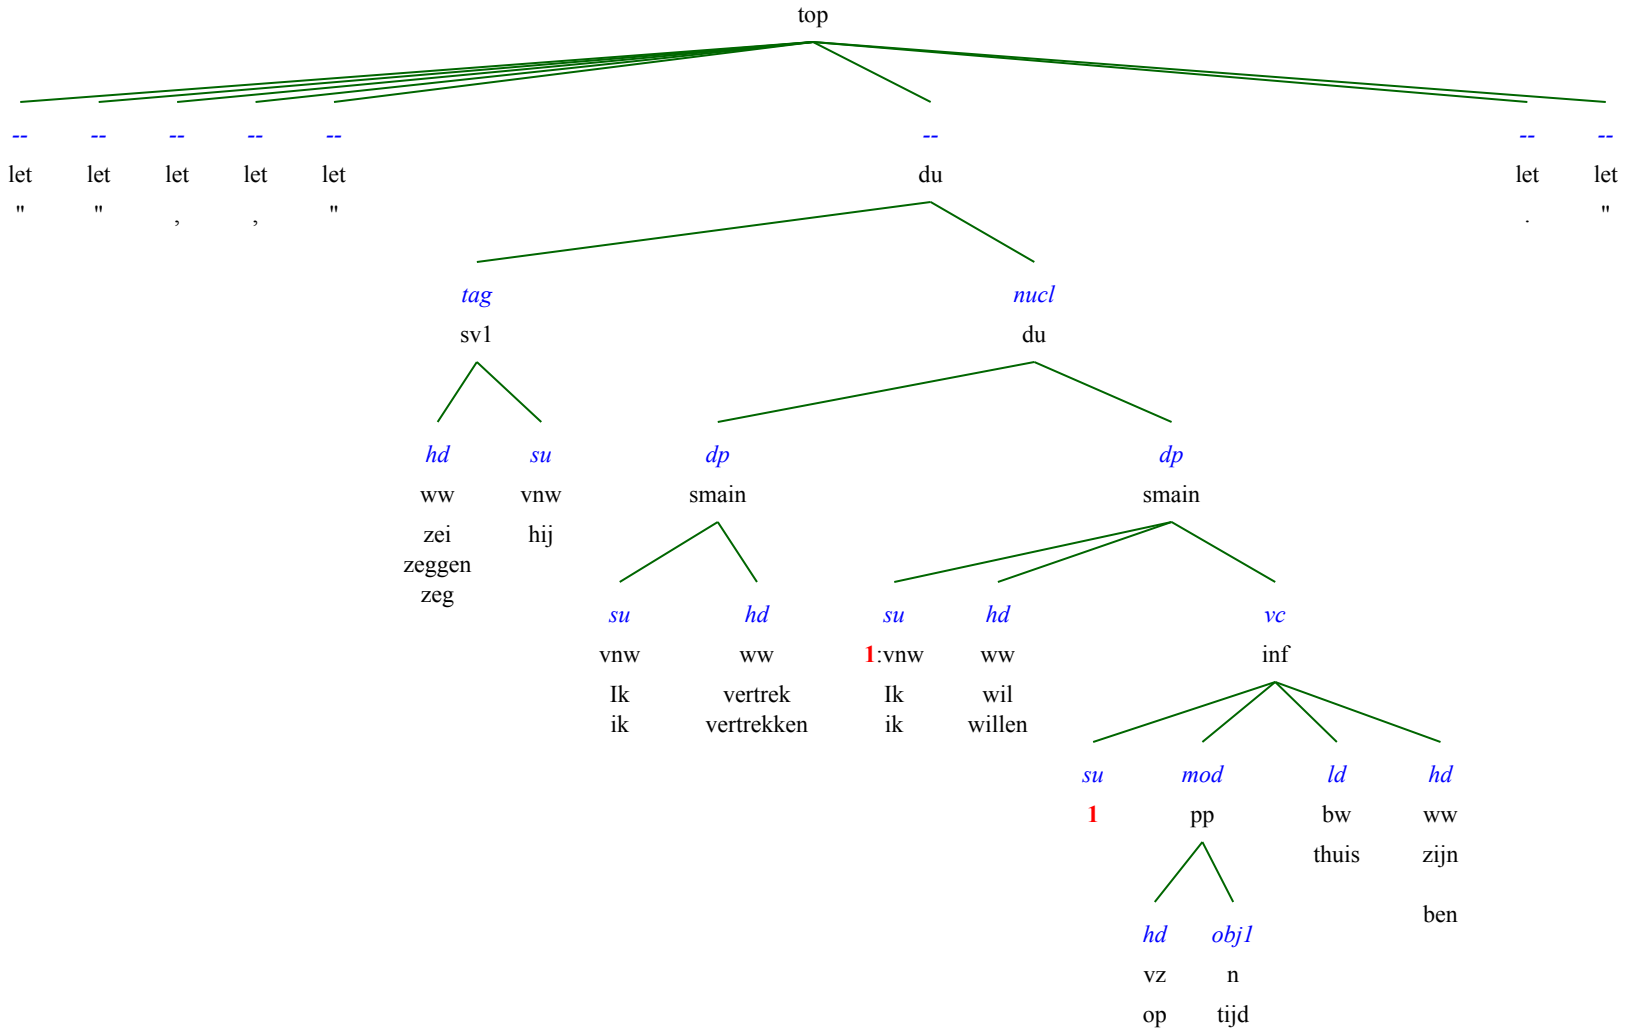 top
-- -- -- -- -- -- -- --
let let let let let du let let
" " , , " . "
tag nucl
sv1 du
hd su dp dp
ww vnw smain smain
zei hij
zeggen
zeg
su hd su hd vc
vnw ww 1:vnw ww inf
Ik vertrek Ik wil
ik vertrekken ik willen
su mod ld hd
1 pp bw ww
thuis zijn
ben
hd obj1
vz n
op tijd